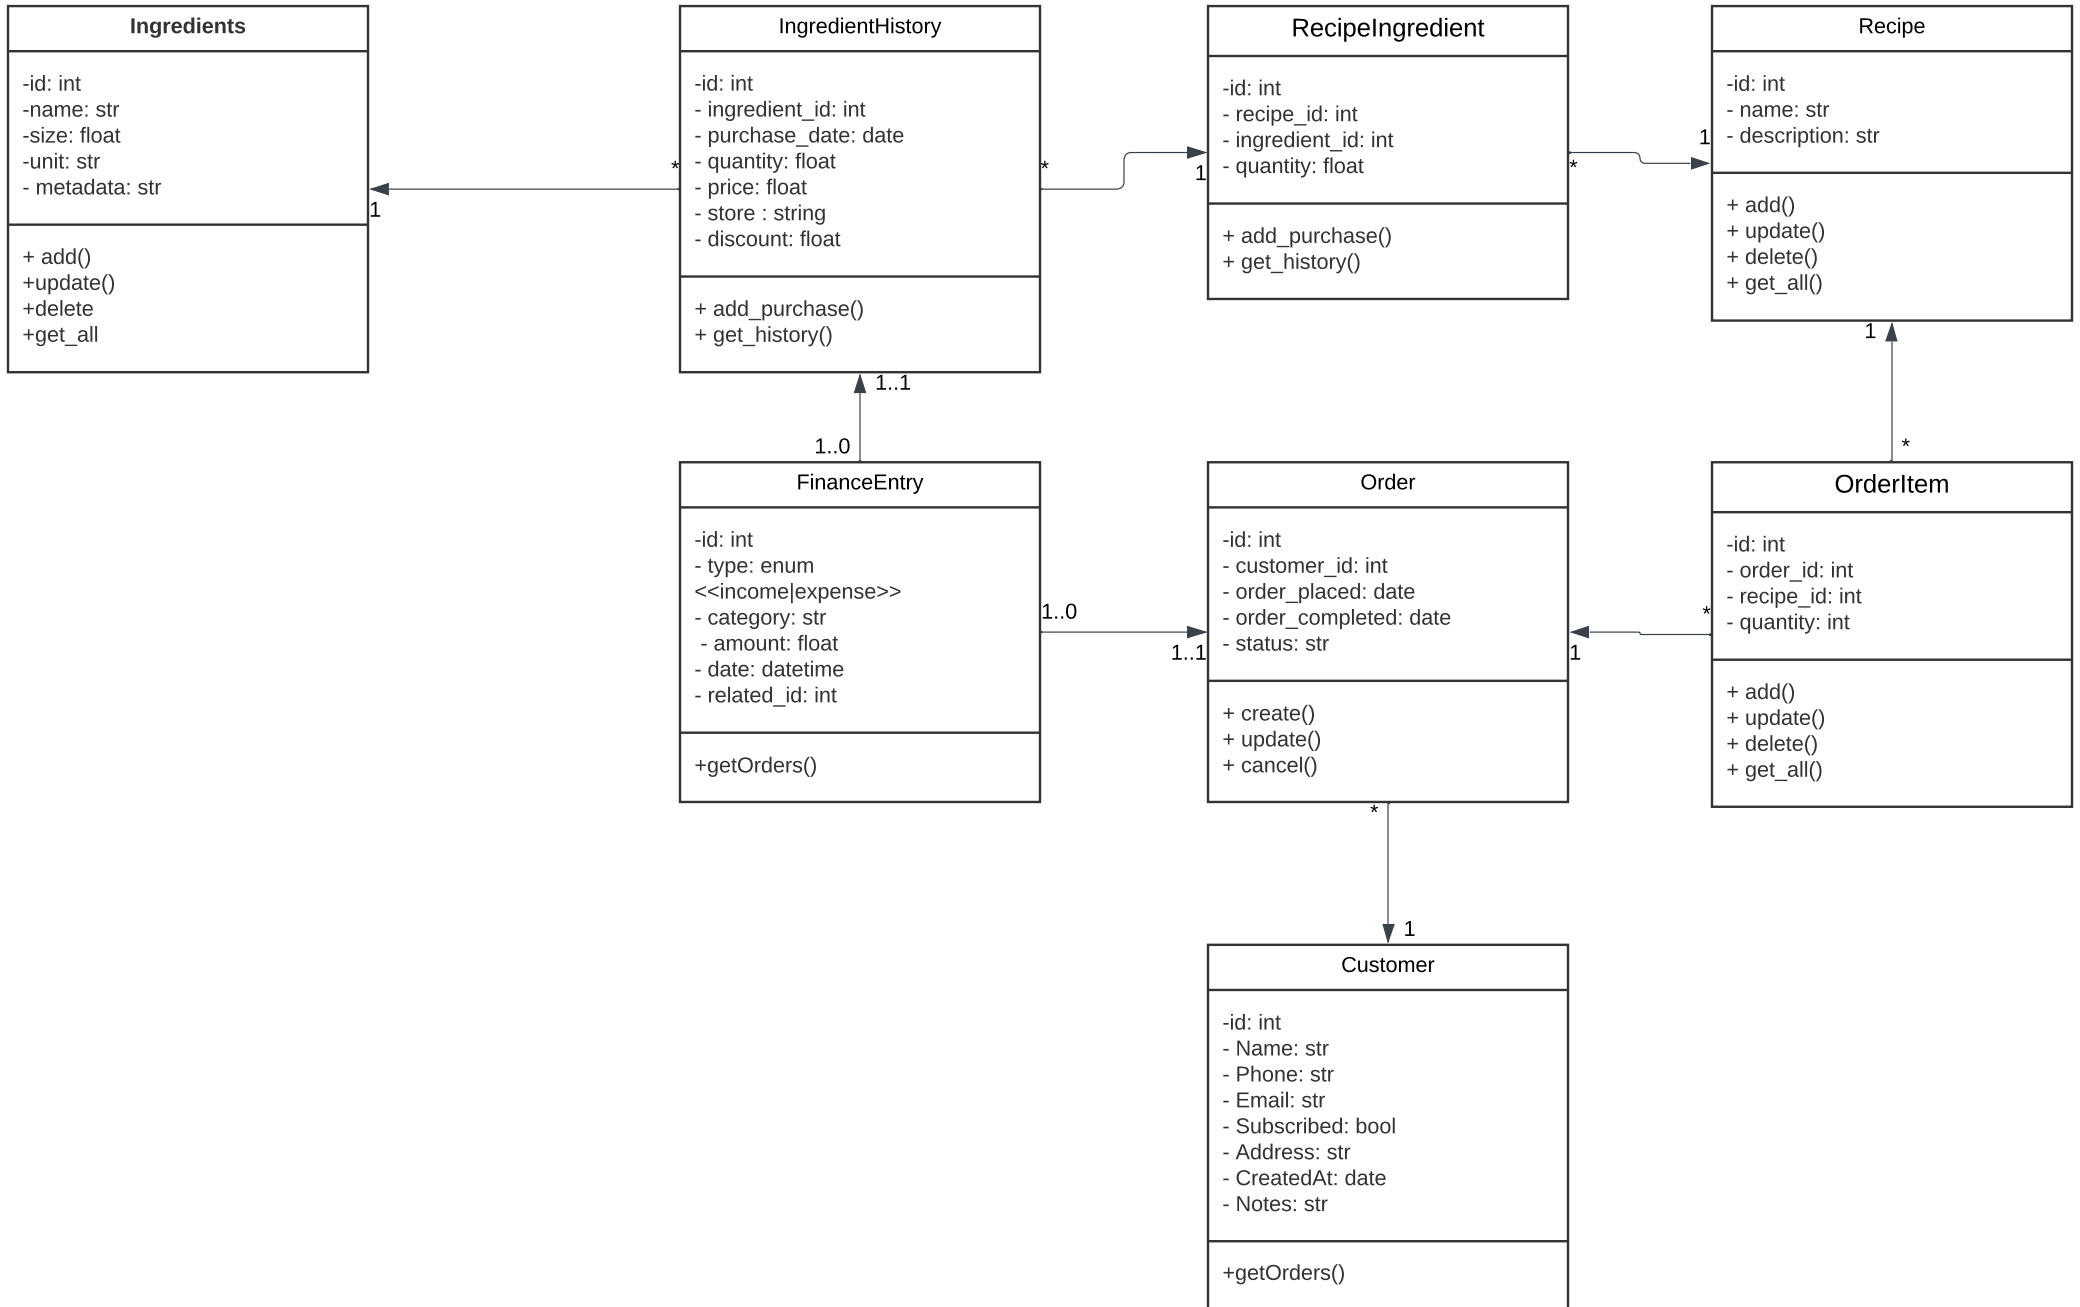 Ingredients
-id: int
-name: str
-size: float
-unit: str
- metadata: str
+ add()
+update()
+delete
+get_all
1
*
IngredientHistory
-id: int
- ingredient_id: int
- purchase_date: date
- quantity: float
- price: float
- store : string
- discount: float
+ add_purchase()
+ get_history()
*
1
RecipeIngredient
-id: int
- recipe_id: int
- ingredient_id: int
- quantity: float
+ add_purchase()
+ get_history()
*
1
Recipe
-id: int
- name: str
- description: str
+ add()
+ update()
+ delete()
+ get_all()
1..1
1..0
1
*
FinanceEntry
-id: int
- type: enum
<<income|expense>>
- category: str
- amount: float
- date: datetime
- related_id: int
+getOrders()
1..0
1..1
Order
-id: int
- customer_id: int
- order_placed: date
- order_completed: date
- status: str
+ create()
+ update()
+ cancel()
1
*
OrderItem
-id: int
- order_id: int
- recipe_id: int
- quantity: int
+ add()
+ update()
+ delete()
+ get_all()
*
1
Customer
-id: int
- Name: str
- Phone: str
- Email: str
- Subscribed: bool
- Address: str
- CreatedAt: date
- Notes: str
+getOrders()